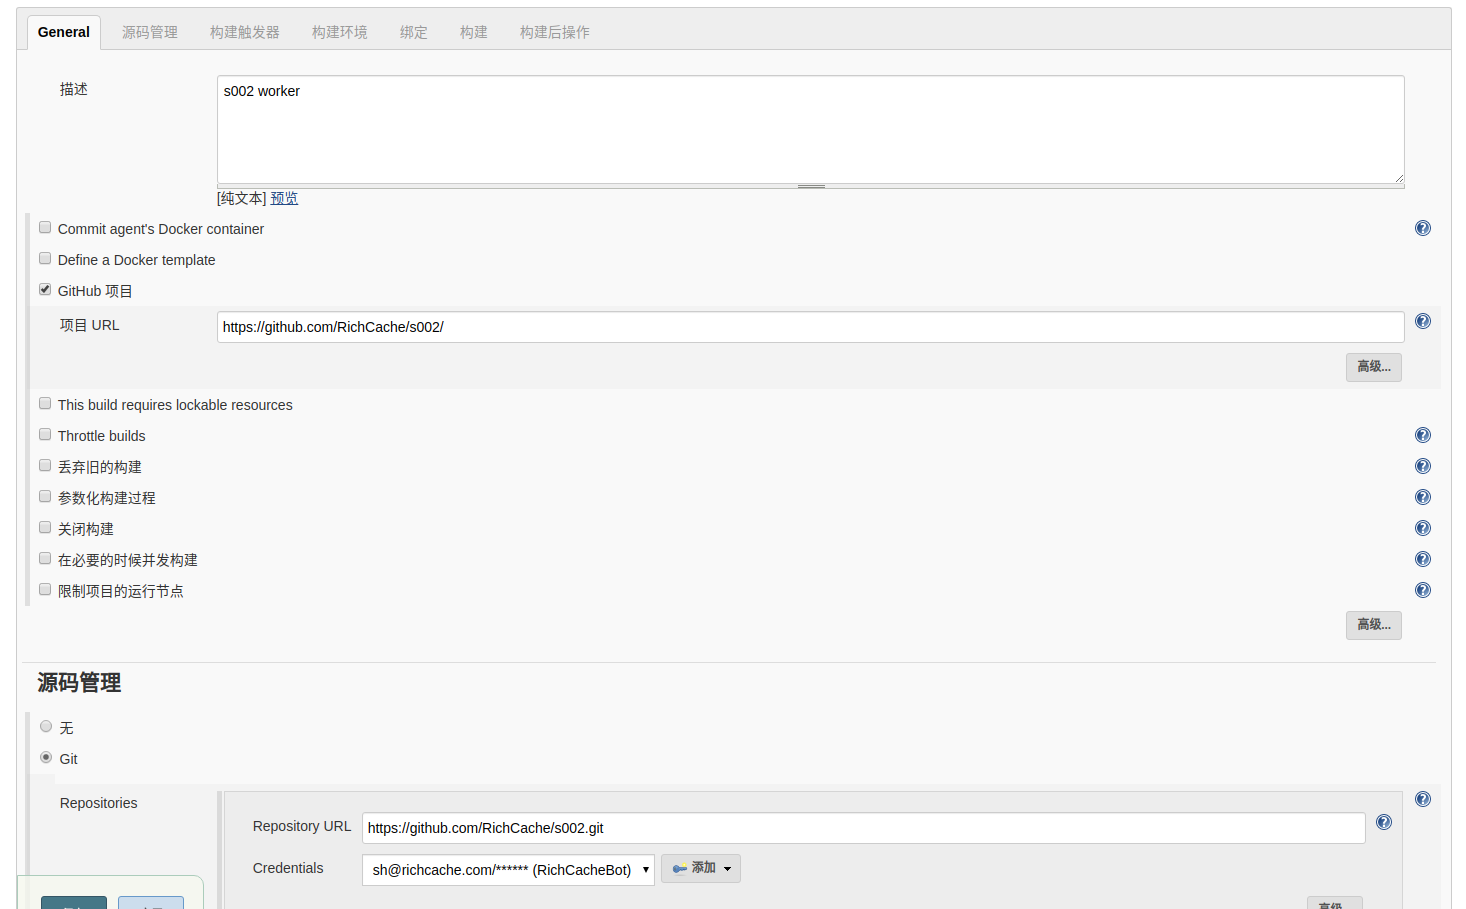 General 源码管理 构建触发器 构建环境 绑定 构建 构建后操作
描述
s002 worker
[纯文本] 预览
Commit agent's Docker container
Define a Docker template
GitHub 项目
项目 URL
https://github.com/RichCache/s002/
高级...
This build requires lockable resources
Throttle builds
丢弃旧的构建
参数化构建过程
关闭构建
在必要的时候并发构建
限制项目的运行节点
高级...
源码管理
无
Git
Repositories
Repository URL
https://github.com/RichCache/s002.git
Credentials
sh@richcache.com/****** (RichCacheBot)
添加
高级...